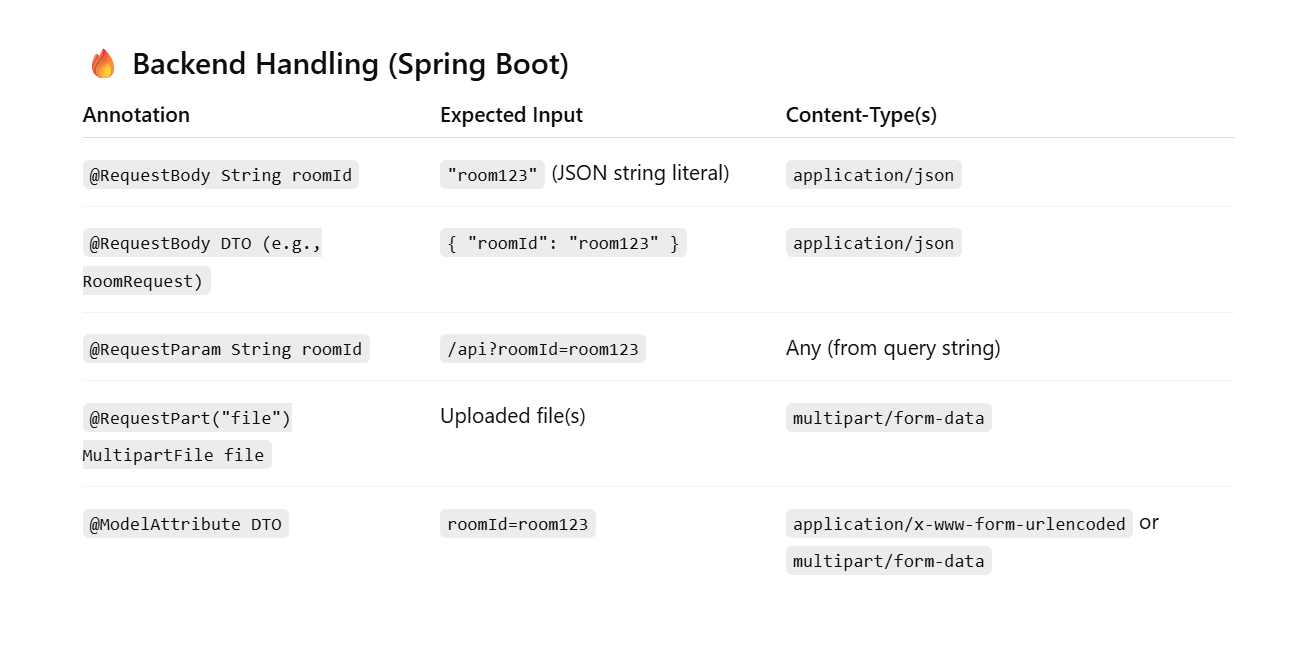 🔥 Backend Handling (Spring Boot)
Annotation Expected Input Content-Type(s)
@RequestBody String roomId "room123" (JSON string literal) application/json
@RequestBody DTO (e.g., { "roomId": "room123" } application/json
RoomRequest)
@RequestParam String roomId /api?roomId=room123 Any (from query string)
@RequestPart("file") Uploaded file(s) multipart/form-data
MultipartFile file
@ModelAttribute DTO roomId=room123 application/x-www-form-urlencoded or
multipart/form-data